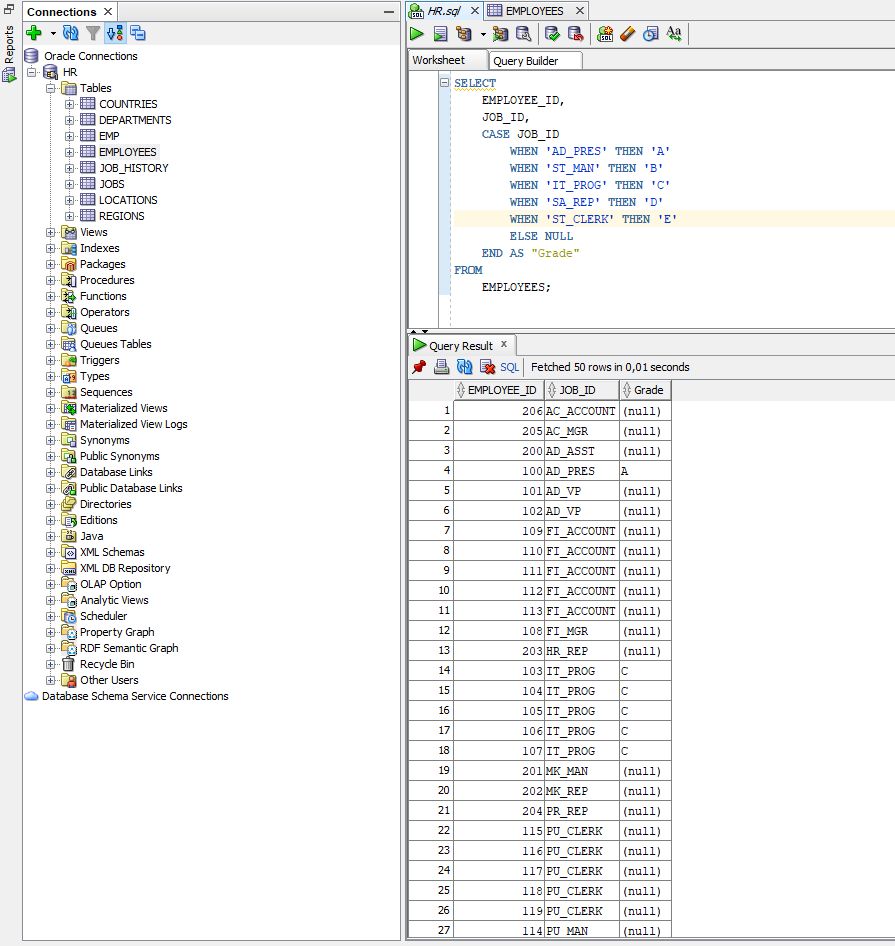 Reports
Connections
Oracle Connections
HR
Tables
COUNTRIES
DEPARTMENTS
EMP
EMPLOYEES
JOB_HISTORY
JOBS
LOCATIONS
REGIONS
Views
Indexes
Packages
Procedures
Functions
Operators
Queues
Queues Tables
Triggers
Types
Sequences
Materialized Views
Materialized View Logs
Synonyms
Public Synonyms
Database Links
Public Database Links
Directories
Editions
Java
XML Schemas
XML DB Repository
OLAP Option
Analytic Views
Scheduler
Property Graph
RDF Semantic Graph
Recycle Bin
Other Users
Database Schema Service Connections
HR.sql EMPLOYEES
Worksheet Query Builder
SELECT
EMPLOYEE_ID,
JOB_ID,
CASE JOB_ID
WHEN 'AD_PRES' THEN 'A'
WHEN 'ST_MAN' THEN 'B'
WHEN 'IT_PROG' THEN 'C'
WHEN 'SA_REP' THEN 'D'
WHEN 'ST_CLERK' THEN 'E'
ELSE NULL
END AS "Grade"
FROM
EMPLOYEES;
Query Result
SQL Fetched 50 rows in 0,01 seconds
EMPLOYEE_ID JOB_ID Grade
1 206 AC_ACCOUNT (null)
2 205 AC_MGR (null)
3 200 AD_ASST (null)
4 100 AD_PRES A
5 101 AD_VP (null)
6 102 AD_VP (null)
7 109 FI_ACCOUNT (null)
8 110 FI_ACCOUNT (null)
9 111 FI_ACCOUNT (null)
10 112 FI_ACCOUNT (null)
11 113 FI_ACCOUNT (null)
12 108 FI_MGR (null)
13 203 HR_REP (null)
14 103 IT_PROG C
15 104 IT_PROG C
16 105 IT_PROG C
17 106 IT_PROG C
18 107 IT_PROG C
19 201 MK_MAN (null)
20 202 MK_REP (null)
21 204 PR_REP (null)
22 115 PU_CLERK (null)
23 116 PU_CLERK (null)
24 117 PU_CLERK (null)
25 118 PU_CLERK (null)
26 119 PU_CLERK (null)
27 114 PU_MAN (null)